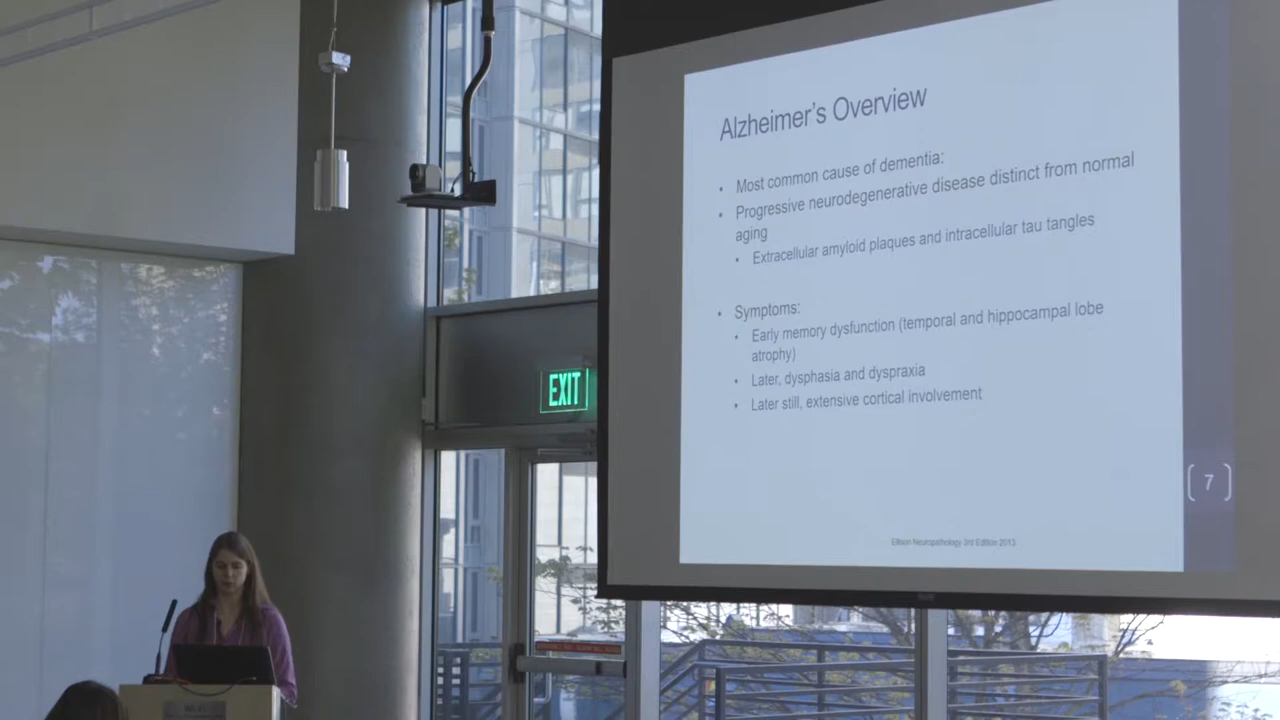 Alzheimer's Overview
• Most common cause of dementia:
• Progressive neurodegenerative disease distinct from normal
aging
• Extracellular amyloid plaques and intracellular tau tangles
• Symptoms:
• Early memory dysfunction (temporal and hippocampal lobe
atrophy)
• Later, dysphasia and dyspraxia
• Later still, extensive cortical involvement
Ellison Neuropathology 3rd Edition 2013
7
EXIT